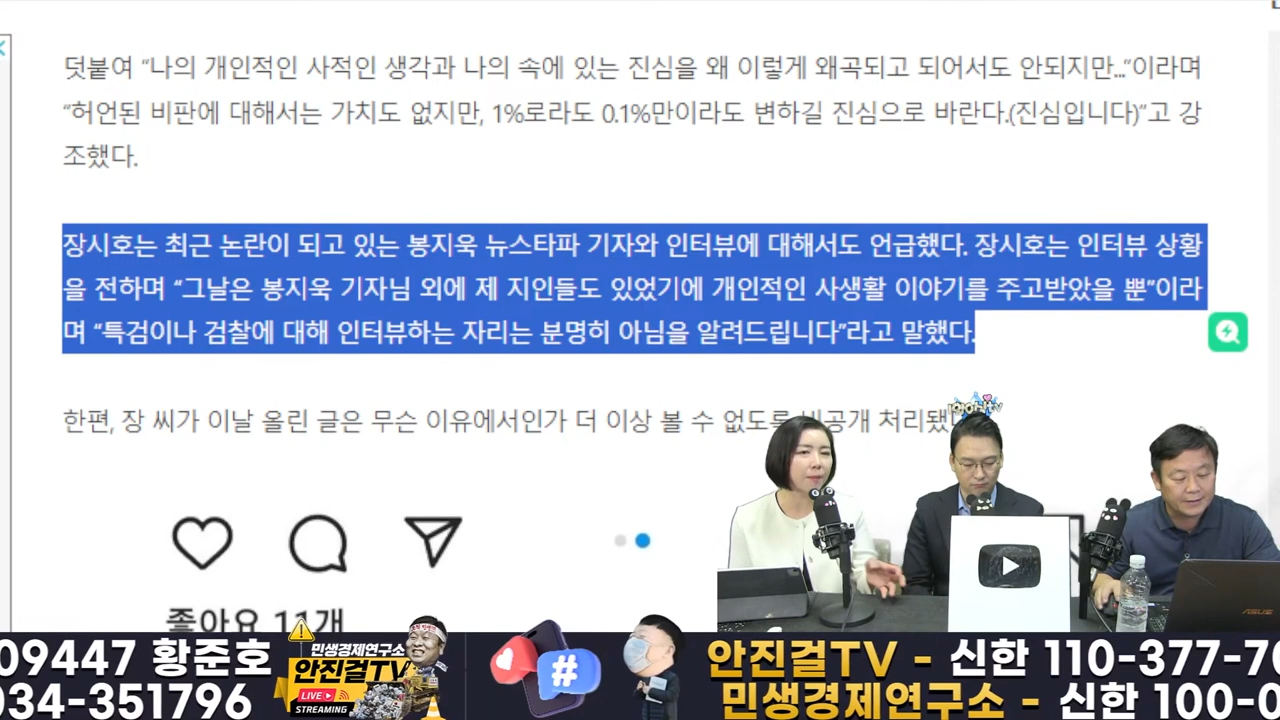 덧붙여 “나의 개인적인 사적인 생각과 나의 속에 있는 진심을 왜 이렇게 왜곡되고 되어서도 안되지만...”이라며
“허언된 비판에 대해서는 가치도 없지만, 1%로라도 0.1%만이라도 변하길 진심으로 바란다.(진심입니다)“고 강
조했다.
장시호는 최근 논란이 되고 있는 봉지욱 뉴스타파 기자와 인터뷰에 대해서도 언급했다. 장시호는 인터뷰 상황
을 전하며 “그날은 봉지욱 기자님 외에 제 지인들도 있었기에 개인적인 사생활 이야기를 주고받았을 뿐”이라
며 “특검이나 검찰에 대해 인터뷰하는 자리는 분명히 아님을 알려드립니다”라고 말했다.
한편, 장 씨가 이날 올린 글은 무슨 이유에서인가 더 이상 볼 수 없도록 비공개 처리됐
좋아요 11개
ASUS
09447 황준호
034-351796
민생경제연구소
안진걸TV
LIVE
STREAMING
#
안진걸TV - 신한 110-377-70
민생경제연구소 - 신한 100-0